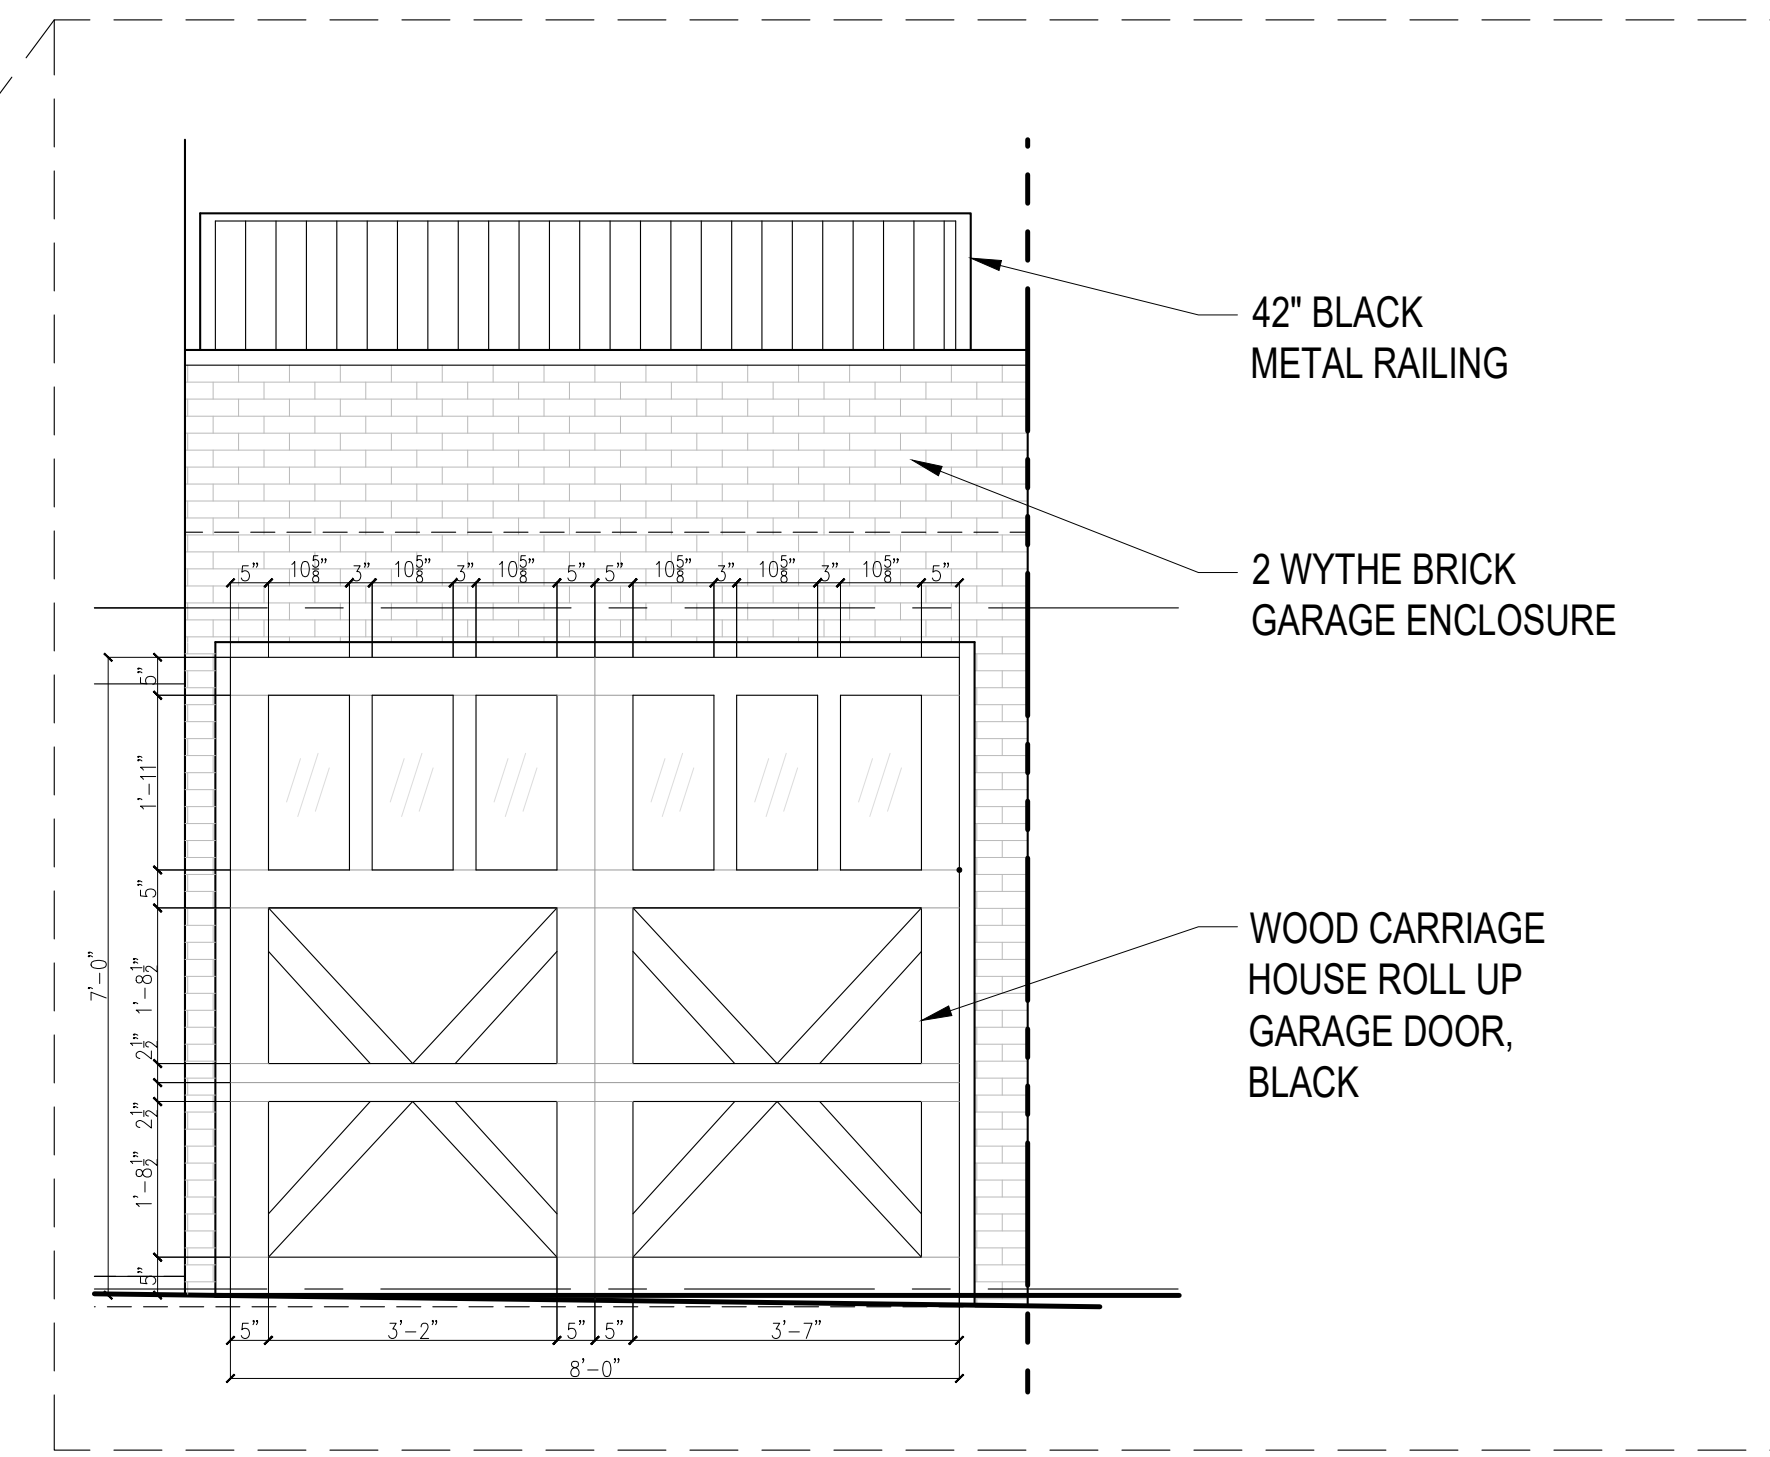 42" BLACK
METAL RAILING
2 WYTHE BRICK
GARAGE ENCLOSURE
5" 10⅝" 3" 10⅝" 3" 10⅝" 5" 5" 10⅝" 3" 10⅝" 3" 10⅝" 5"
5"
1'-11"
5"
WOOD CARRIAGE
HOUSE ROLL UP
GARAGE DOOR,
BLACK
7'-0"
1'-8½"
2½"
2½"
1'-8½"
5"
5" 3'-2" 5" 5" 3'-7"
8'-0"